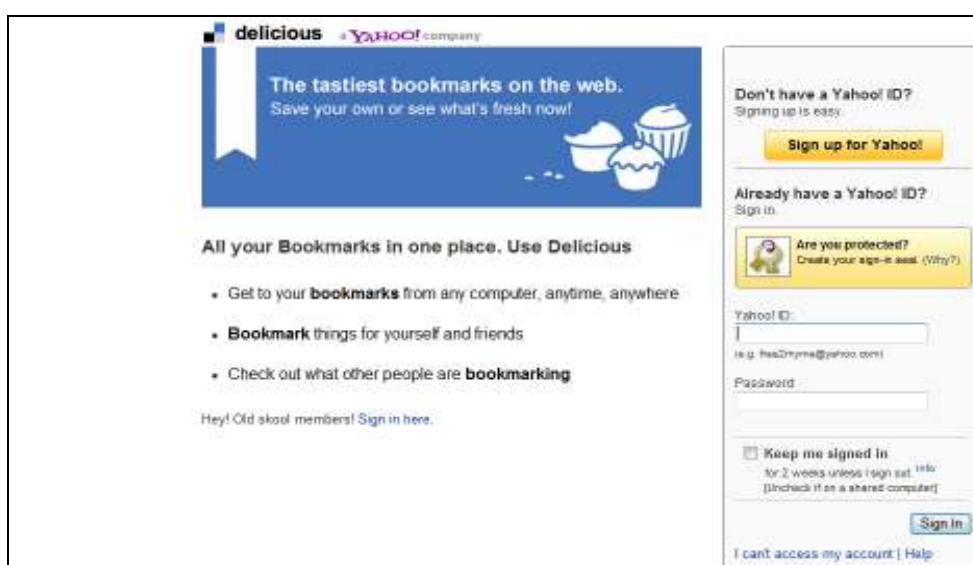 delicious a YAHOO! company
The tastiest bookmarks on the web.
Save your own or see what's fresh now!
All your Bookmarks in one place. Use Delicious
• Get to your bookmarks from any computer, anytime, anywhere
• Bookmark things for yourself and friends
• Check out what other people are bookmarking
Hey! Old skool members! Sign in here.
Don't have a Yahoo! ID?
Signing up is easy.
Sign up for Yahoo!
Already have a Yahoo! ID?
Sign in.
Are you protected?
Create your sign-in seal. (Why?)
Yahoo! ID:
(e.g. free2rhyme@yahoo.com)
Password
Keep me signed in
for 2 weeks unless I sign out. Info
[Uncheck if on a shared computer]
Sign In
I can't access my account | Help